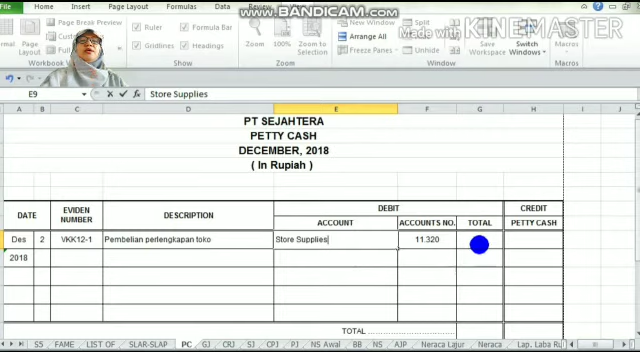 www.BANDICAM.com
Made with KINEMASTER
File
Home
Insert
Page Layout
Page Break Preview
Ruler
Formula Bar
Gridlines
Headings
Show
Zoom
100%
Zoom to Selection
Zoom
New Window
Arrange All
Freeze Panes
Split
Save Workspace
Switch Windows
Macros
Macros
E9
fx
Store Supplies
A B C D E F G H I J
PT SEJAHTERA
PETTY CASH
DECEMBER, 2018
( In Rupiah )
DATE
EVIDEN NUMBER
DESCRIPTION
DEBIT
CREDIT
ACCOUNT
ACCOUNTS NO.
TOTAL
PETTY CASH
Des 2 VKK12-1 Pembelian perlengkapan toko Store Supplies 11.320
2018
TOTAL
S5 FAME LIST OF SLAR-SLAP PC GJ CRJ SJ CPJ PJ NS Awal BB NS AJP Neraca Lajur Neraca Lap. Laba Ru